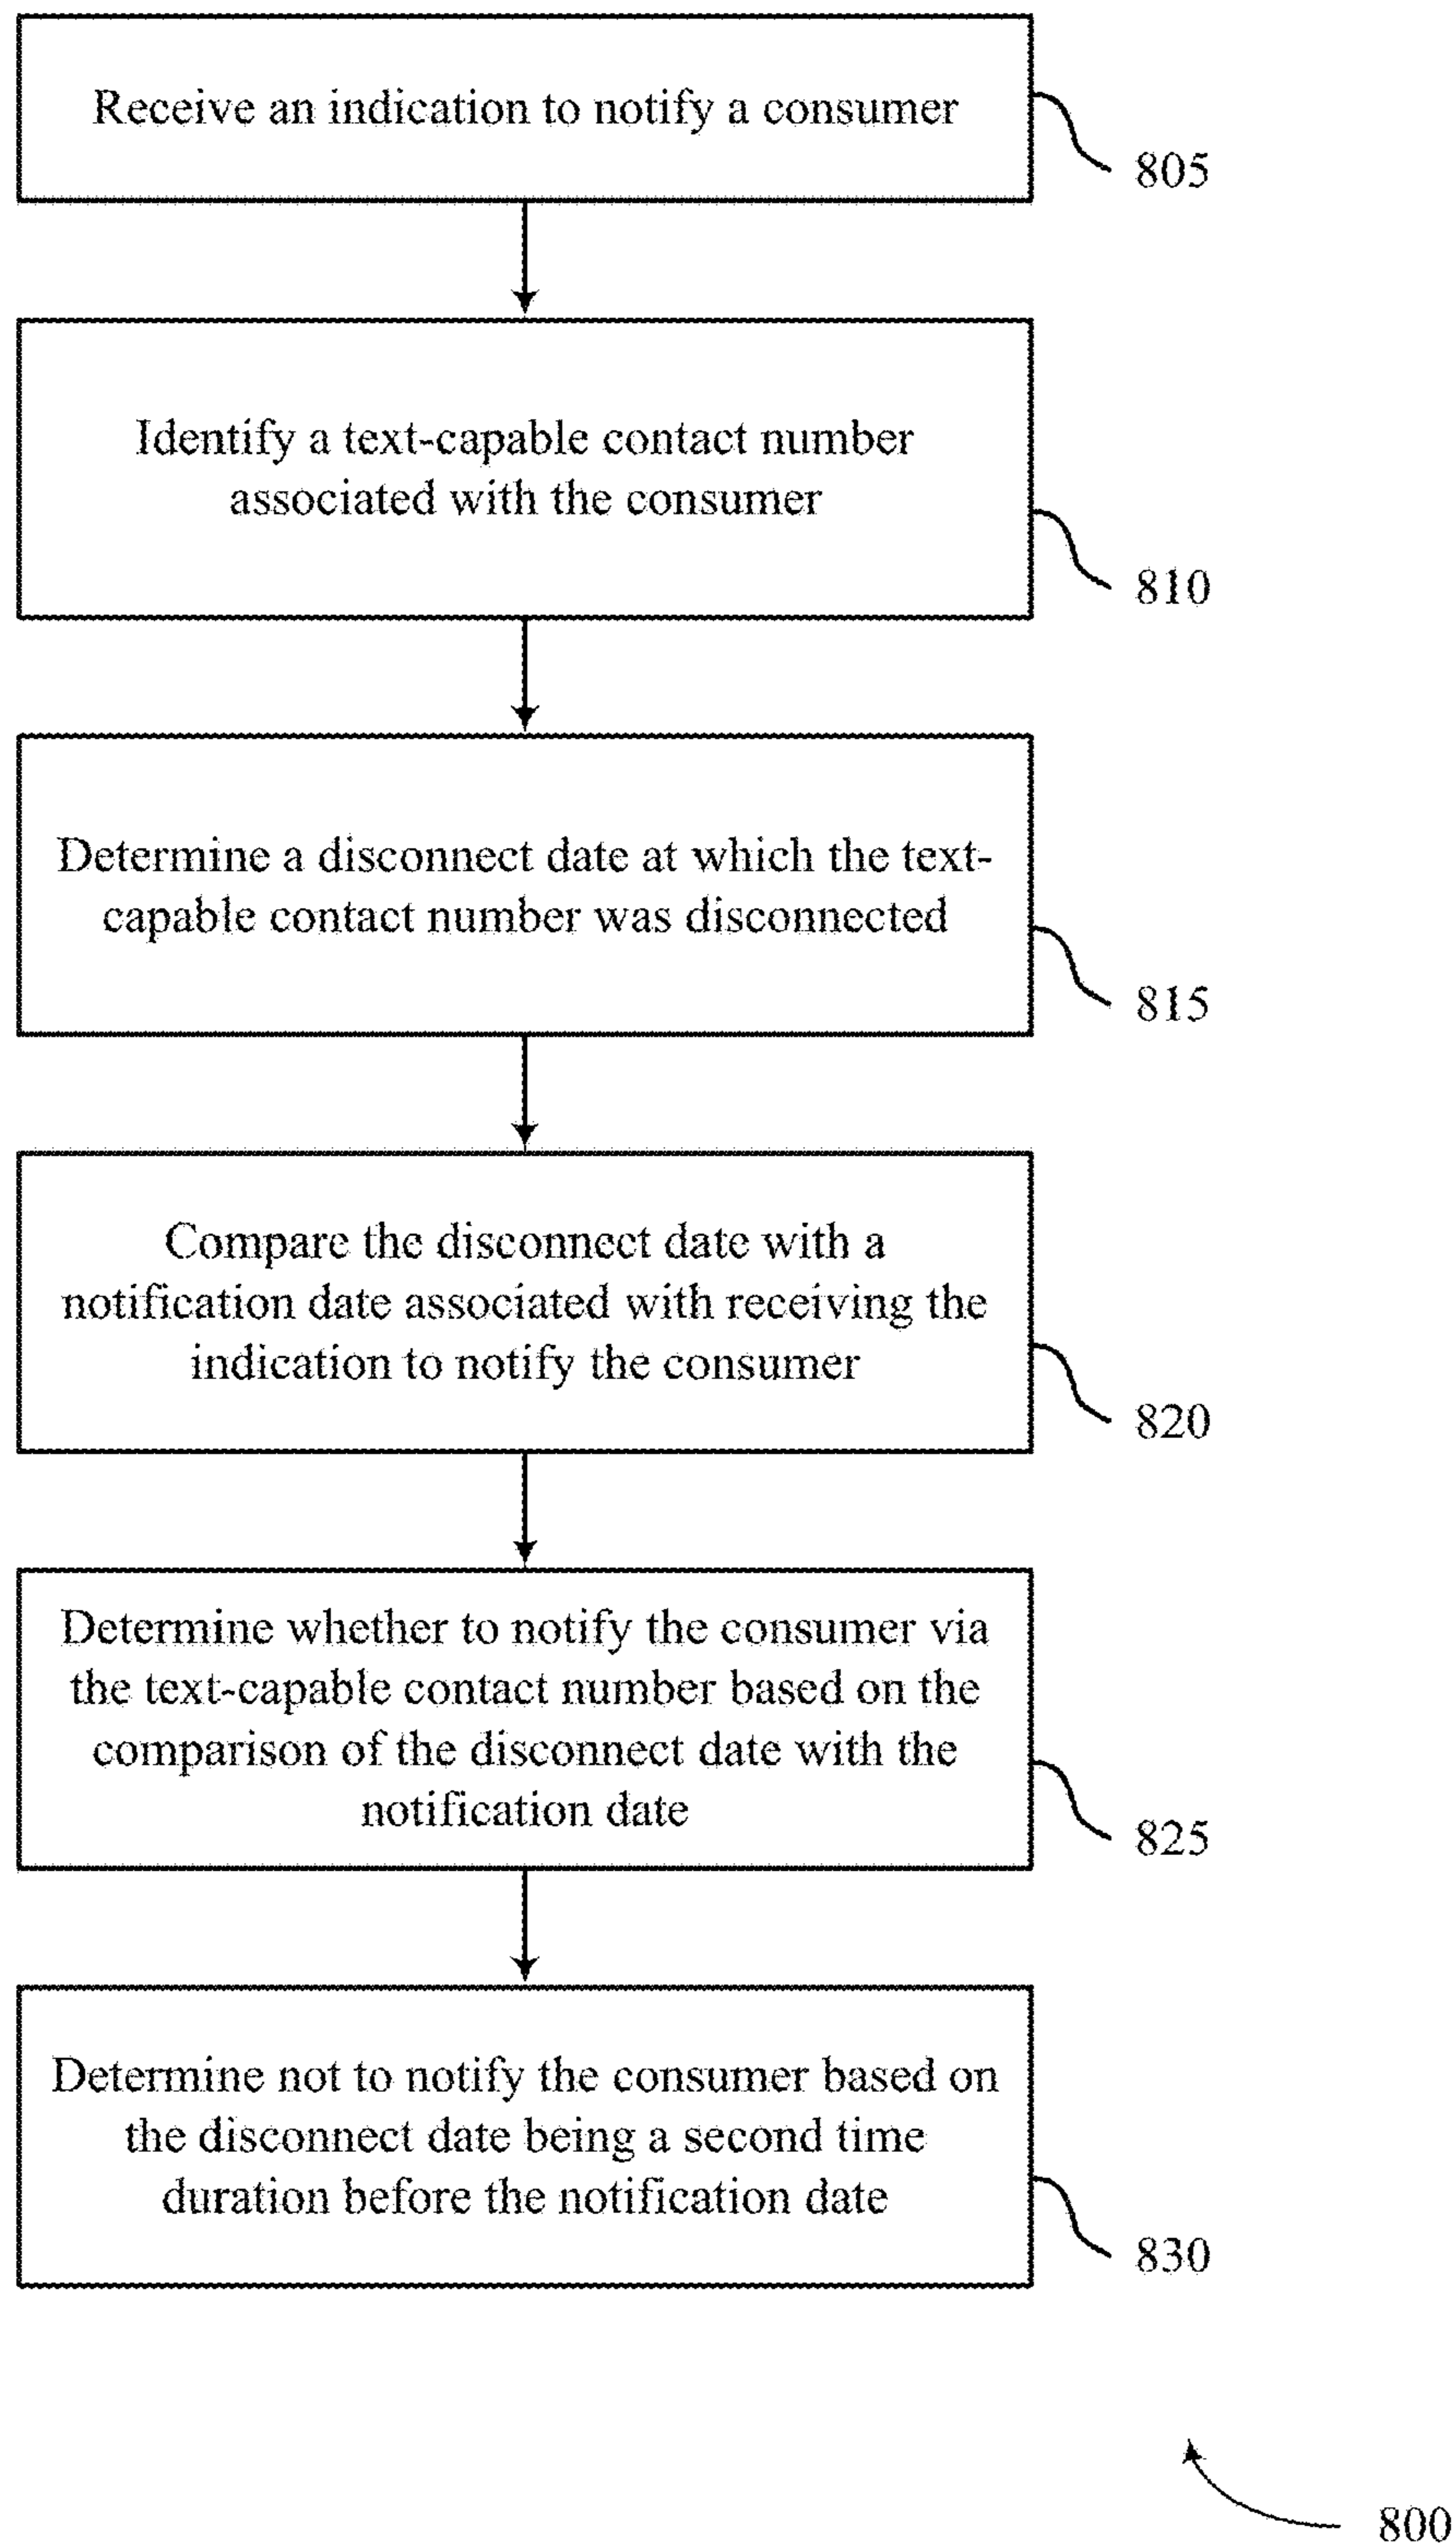 Receive an indication to notify a consumer
805
Identify a text-capable contact number
associated with the consumer
810
Determine a disconnect date at which the text-
capable contact number was disconnected
815
Compare the disconnect date with a
notification date associated with receiving the
indication to notify the consumer
820
Determine whether to notify the consumer via
the text-capable contact number based on the
comparison of the disconnect date with the
notification date
825
Determine not to notify the consumer based on
the disconnect date being a second time
duration before the notification date
830
800